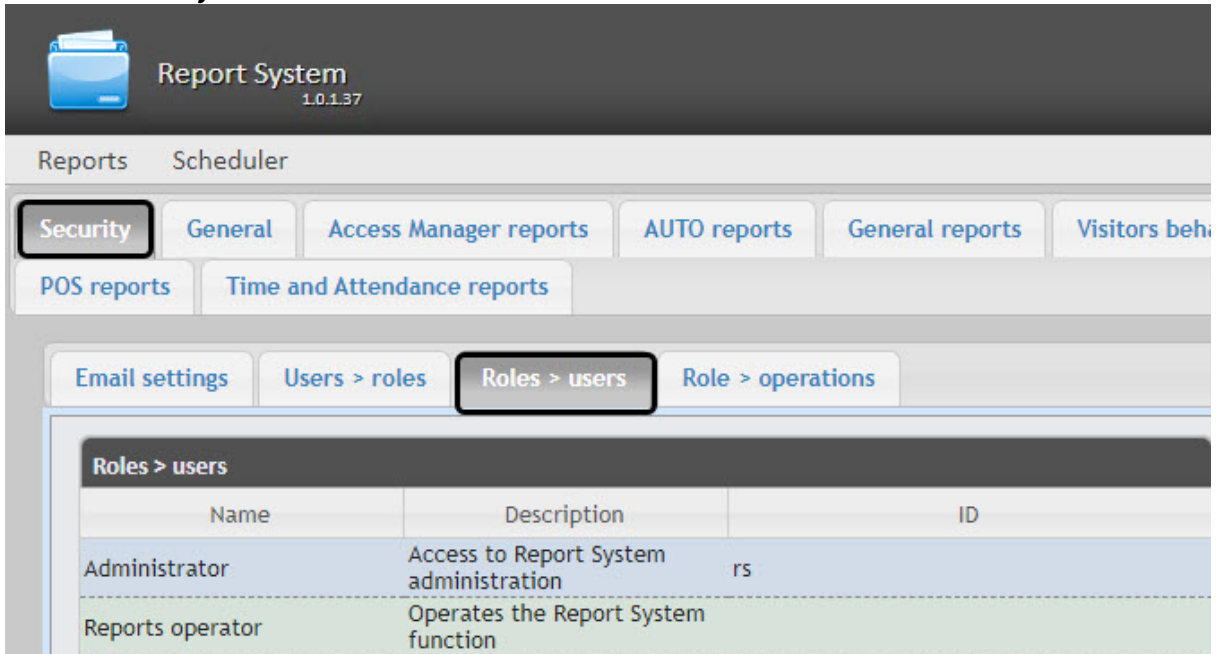 Report System
1.0.1.37
Reports Scheduler
Security General Access Manager reports AUTO reports General reports Visitors beha
POS reports Time and Attendance reports
Email settings Users > roles Roles > users Role > operations
Roles > users
Name Description ID
Administrator Access to Report System administration rs
Reports operator Operates the Report System function